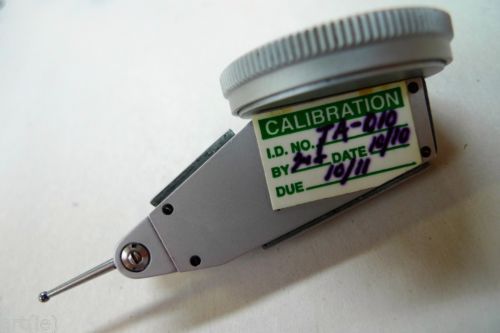 CALIBRATION
I.D. NO. IA-010
BY DATE 10/10
DUE 10/11